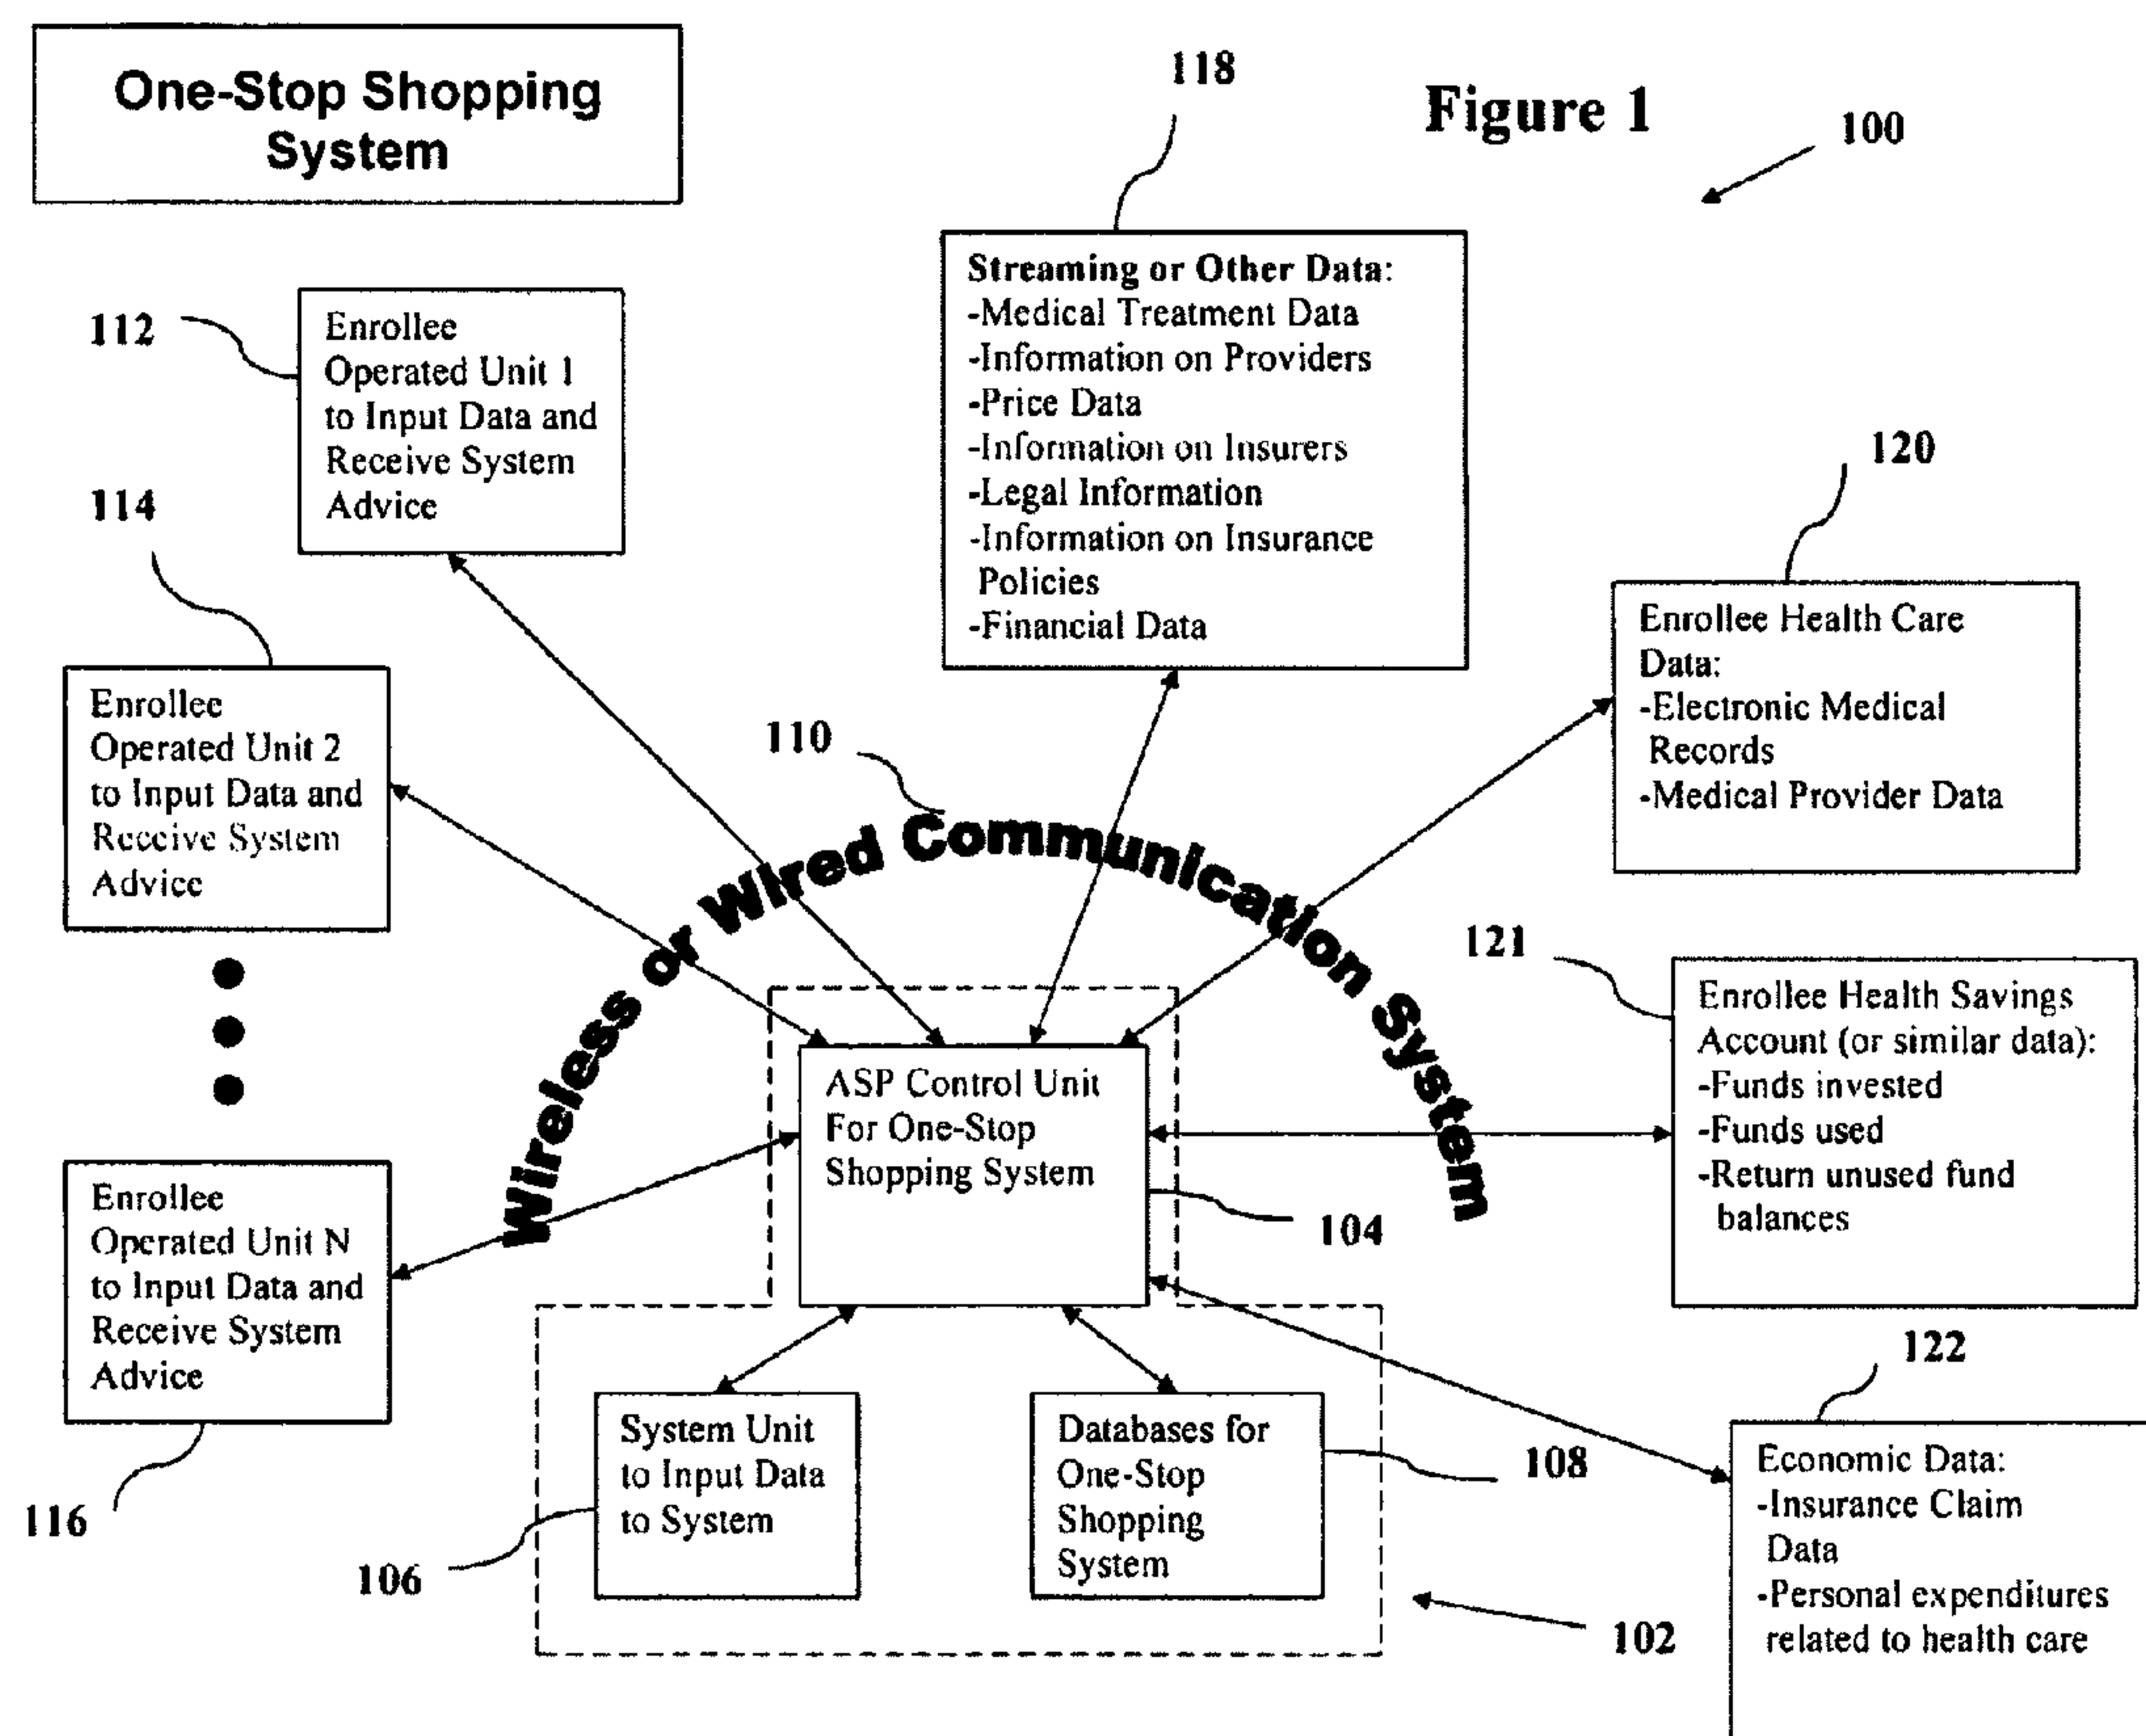 One-Stop Shopping
System
118
Figure 1
100
112
Enrollee
Operated Unit 1
to Input Data and
Receive System
Advice
Streaming or Other Data:
-Medical Treatment Data
-Information on Providers
-Price Data
-Information on Insurers
-Legal Information
-Information on Insurance
Policies
-Financial Data
120
Enrollee Health Care
Data:
-Electronic Medical
Records
-Medical Provider Data
114
Enrollee
Operated Unit 2
to Input Data and
Receive System
Advice
110
Wireless or Wired Communication System
121
Enrollee Health Savings
Account (or similar data):
-Funds invested
-Funds used
-Return unused fund
balances
ASP Control Unit
For One-Stop
Shopping System
104
Enrollee
Operated Unit N
to Input Data and
Receive System
Advice
116
System Unit
to Input Data
to System
106
Databases for
One-Stop
Shopping
System
108
102
122
Economic Data:
-Insurance Claim
Data
-Personal expenditures
related to health care